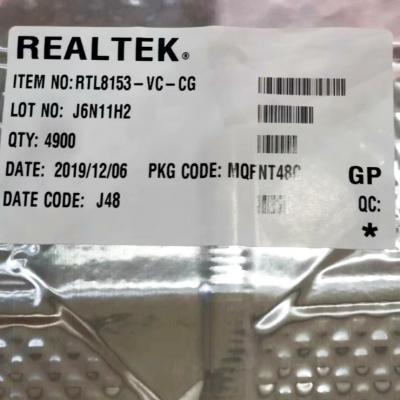 REALTEK®
ITEM NO:RTL8153-VC-CG
LOT NO: J6N11H2
QTY: 4900
DATE: 2019/12/06 PKG CODE: MQFNT48C
GP
DATE CODE: J48
QC:
*